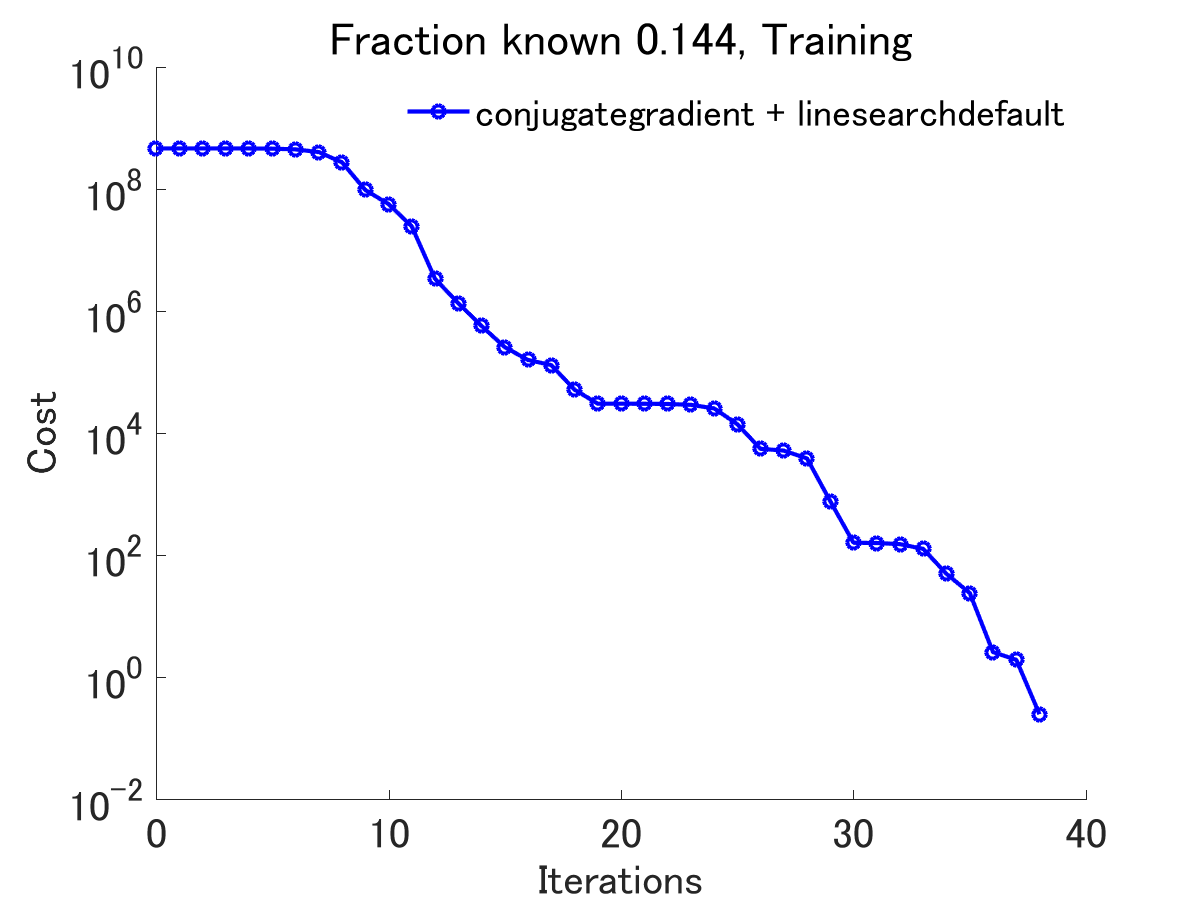 Fraction known 0.144, Training
conjugategradient + linesearchdefault
10^10
10^8
10^6
10^4
10^2
10^0
10^-2
Cost
0 10 20 30 40
Iterations